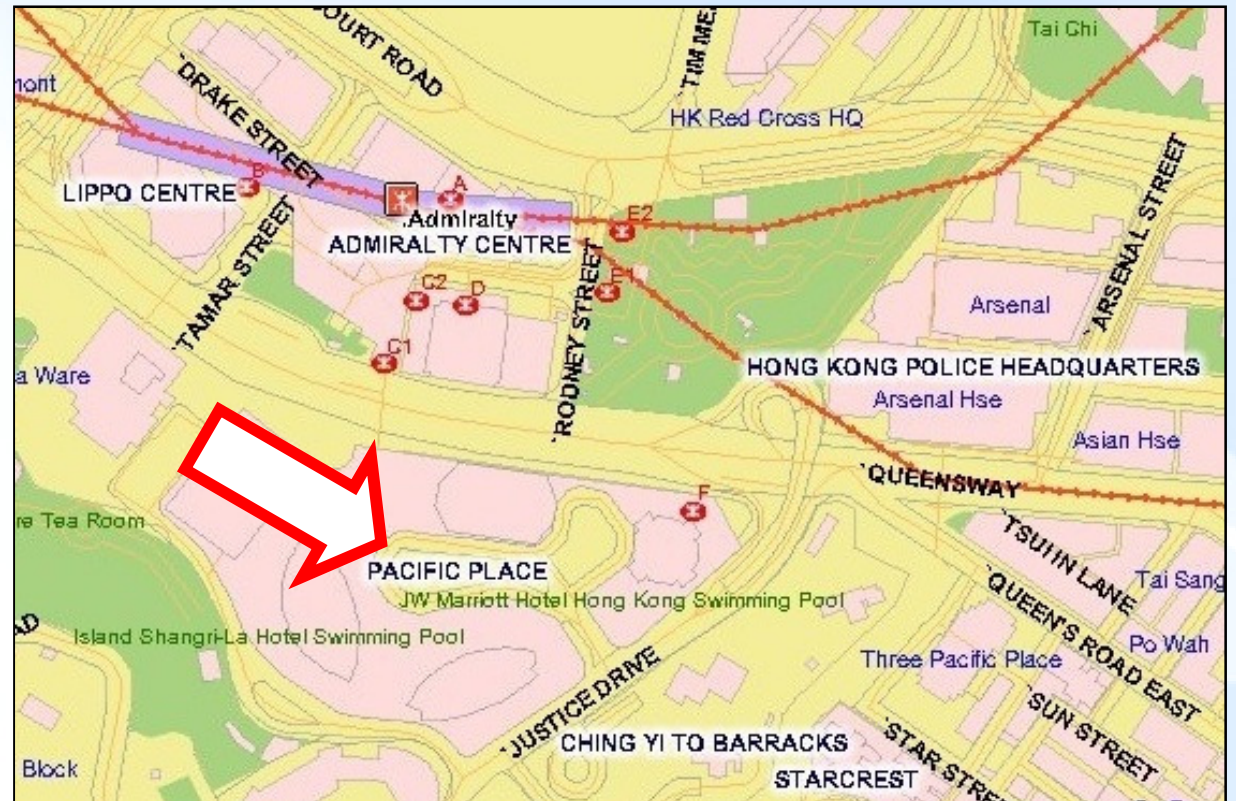 COURT ROAD
TIM MEI
Tai Chi
mont
DRAKE STREET
HK Red Cross HQ
ARSENAL STREET
B
A
LIPPO CENTRE
Admiralty
E2
ADMIRALTY CENTRE
TAMAR STREET
RODNEY STREET
C2
D
E1
Arsenal
C1
a Ware
HONG KONG POLICE HEADQUARTERS
Arsenal Hse
Asian Hse
QUEENSWAY
F
re Tea Room
TSUI IN LANE
PACIFIC PLACE
Tai Sang
JW Marriott Hotel Hong Kong Swimming Pool
QUEEN'S ROAD EAST
AD
Island Shangri-La Hotel Swimming Pool
Po Wah
Three Pacific Place
JUSTICE DRIVE
SUN STREET
CHING YI TO BARRACKS
STAR STREE
Block
STARCREST